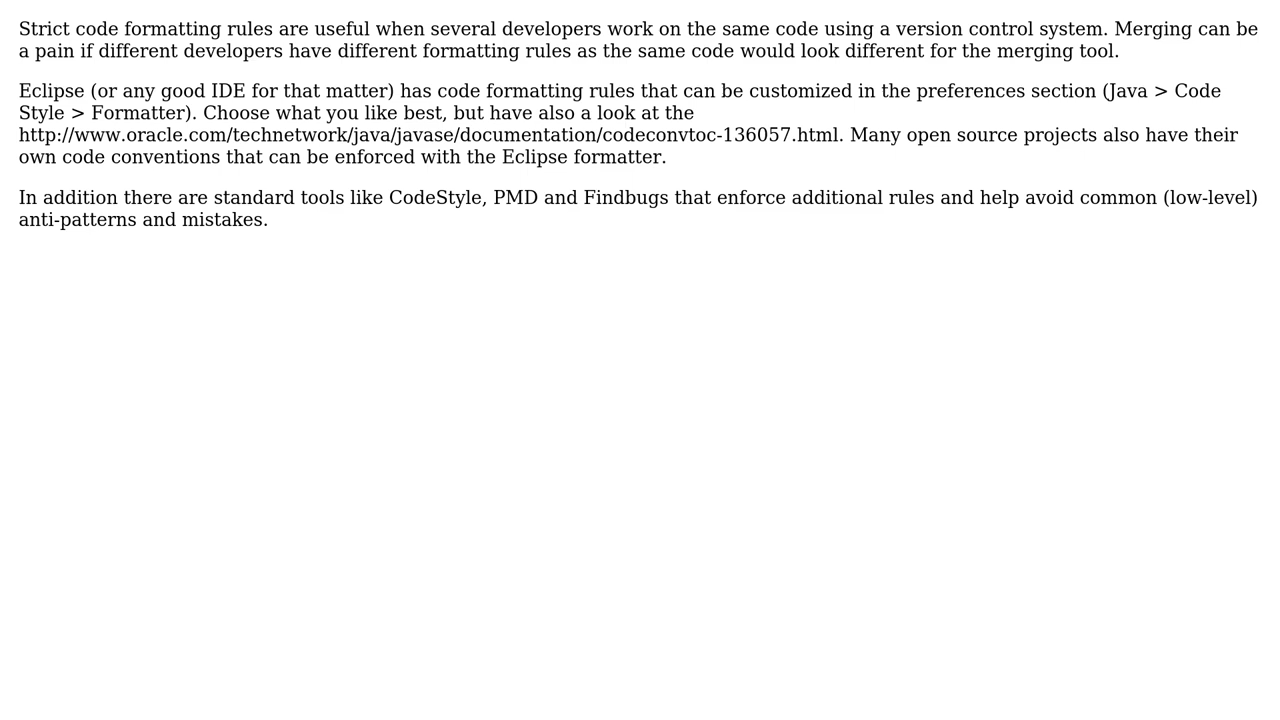 Strict code formatting rules are useful when several developers work on the same code using a version control system. Merging can be
a pain if different developers have different formatting rules as the same code would look different for the merging tool.
Eclipse (or any good IDE for that matter) has code formatting rules that can be customized in the preferences section (Java > Code
Style > Formatter). Choose what you like best, but have also a look at the
http://www.oracle.com/technetwork/java/javase/documentation/codeconvtoc-136057.html. Many open source projects also have their
own code conventions that can be enforced with the Eclipse formatter.
In addition there are standard tools like CodeStyle, PMD and Findbugs that enforce additional rules and help avoid common (low-level)
anti-patterns and mistakes.